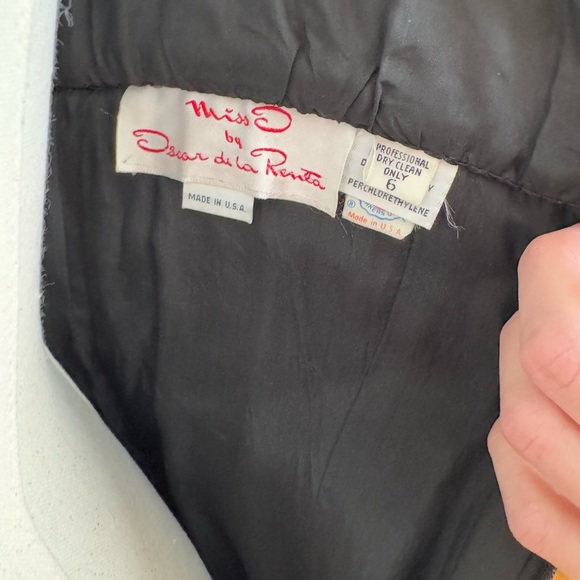 Miss O
by
Oscar de la Renta
MADE IN U.S.A.
PROFESSIONAL
DRY CLEAN
ONLY
6
PERCHLORETHYLENE
®
Made in U.S.A.